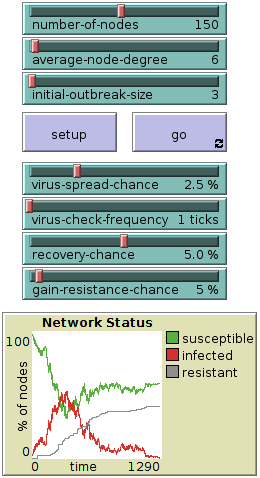 number-of-nodes 150
average-node-degree 6
initial-outbreak-size 3
setup go
virus-spread-chance 2.5 %
virus-check-frequency 1 ticks
recovery-chance 5.0 %
gain-resistance-chance 5 %
Network Status
100
% of nodes
0
0 time 1290
susceptible
infected
resistant